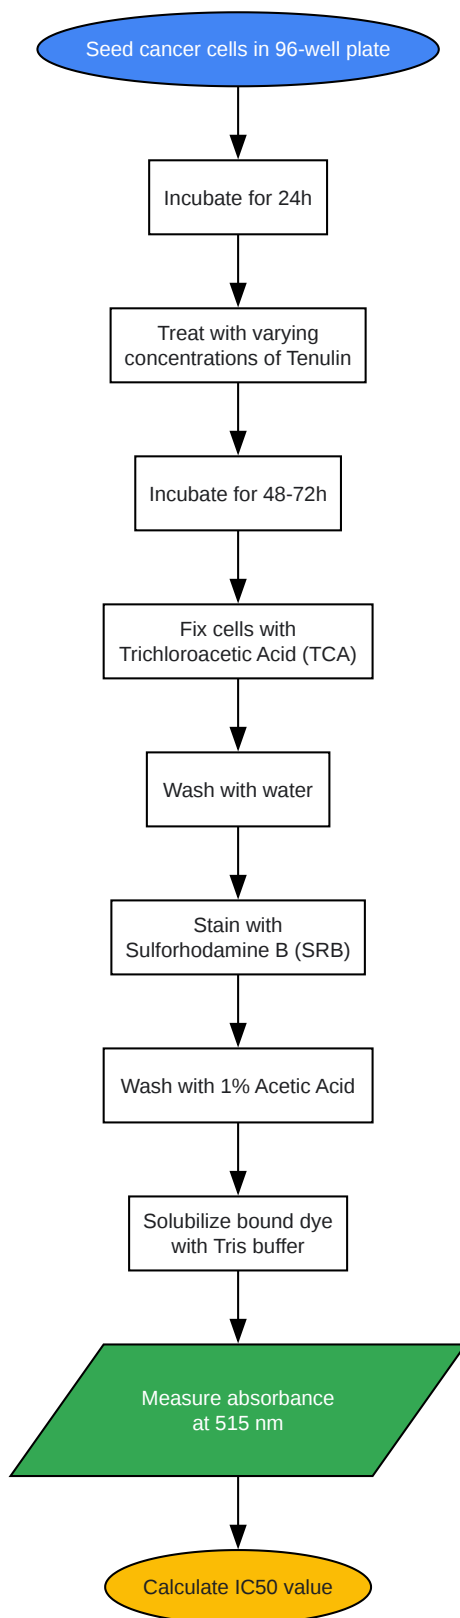 Seed cancer cells in 96-well plate
Incubate for 24h
Treat with varying
concentrations of Tenulin
Incubate for 48-72h
Fix cells with
Trichloroacetic Acid (TCA)
Wash with water
Stain with
Sulforhodamine B (SRB)
Wash with 1% Acetic Acid
Solubilize bound dye
with Tris buffer
Measure absorbance
at 515 nm
Calculate IC50 value